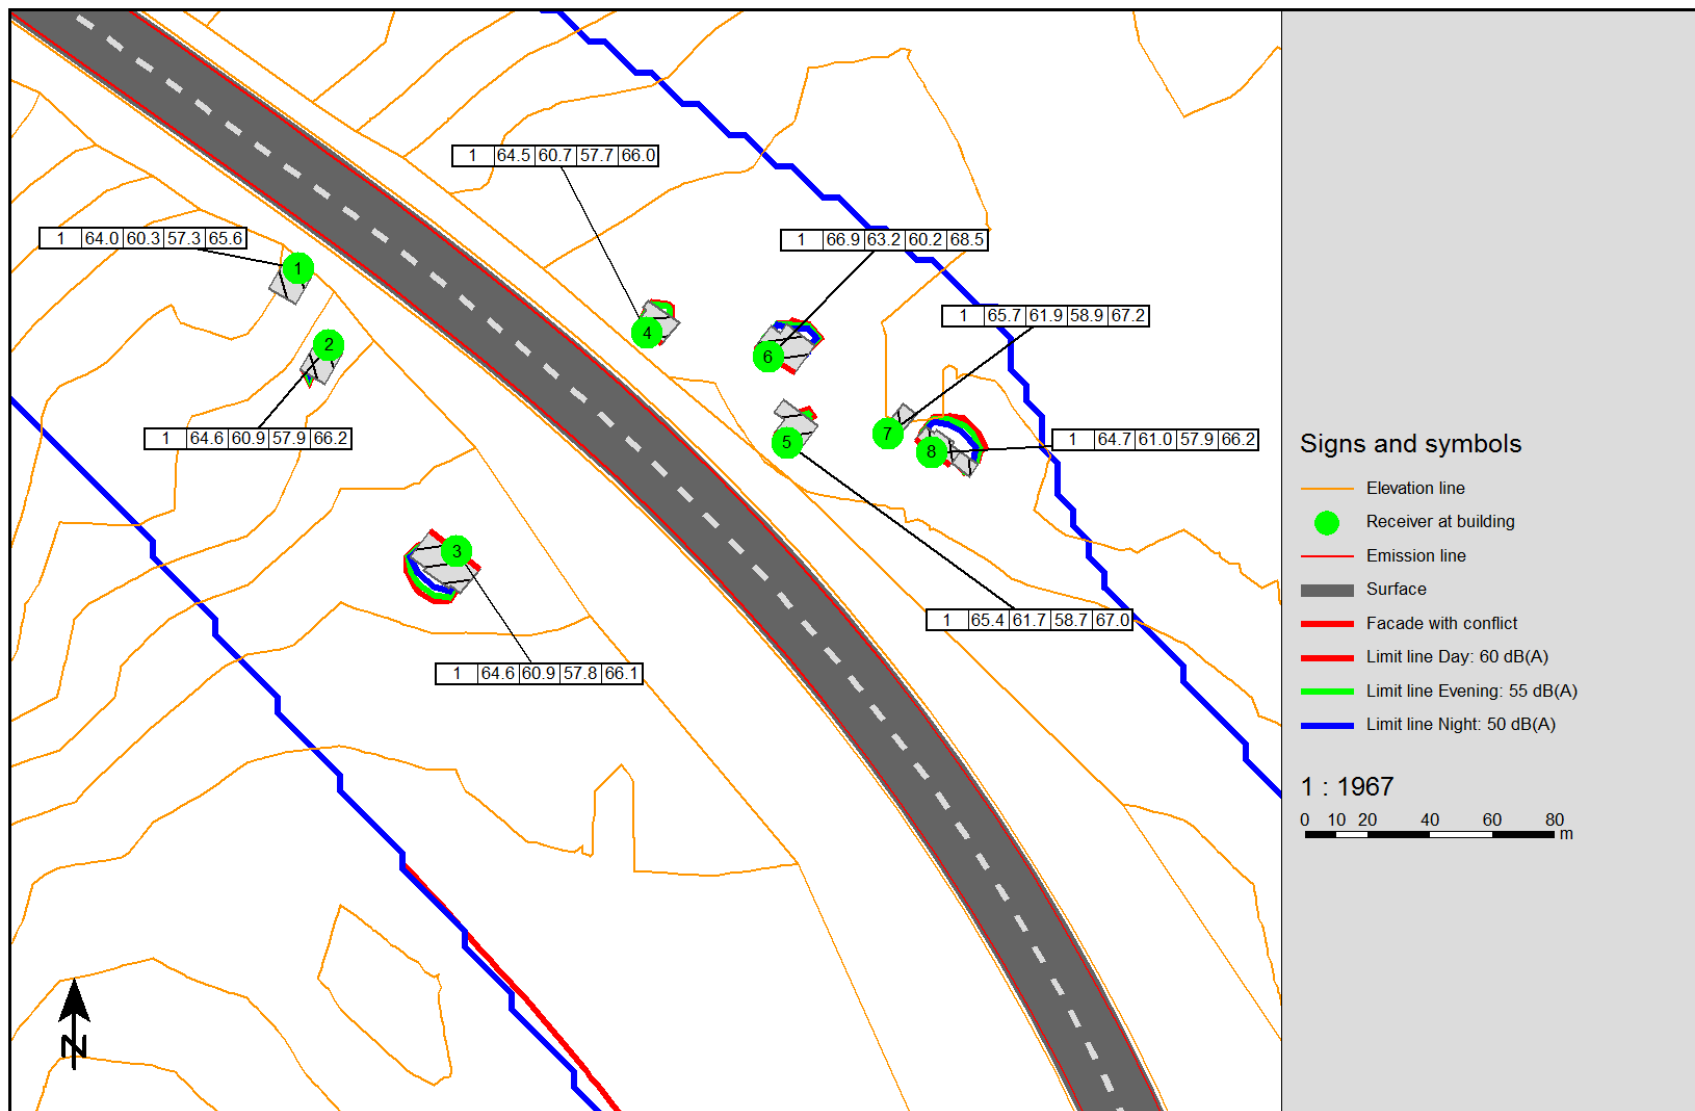 1 64.5 60.7 57.7 66.0
1 64.0 60.3 57.3 65.6
1 66.9 63.2 60.2 68.5
1
1 65.7 61.9 58.9 67.2
4
2
6
1 64.6 60.9 57.9 66.2
5
7
8
1 64.7 61.0 57.9 66.2
3
1 65.4 61.7 58.7 67.0
1 64.6 60.9 57.8 66.1
N
Signs and symbols
Elevation line
Receiver at building
Emission line
Surface
Facade with conflict
Limit line Day: 60 dB(A)
Limit line Evening: 55 dB(A)
Limit line Night: 50 dB(A)
1 : 1967
0 10 20 40 60 80
m